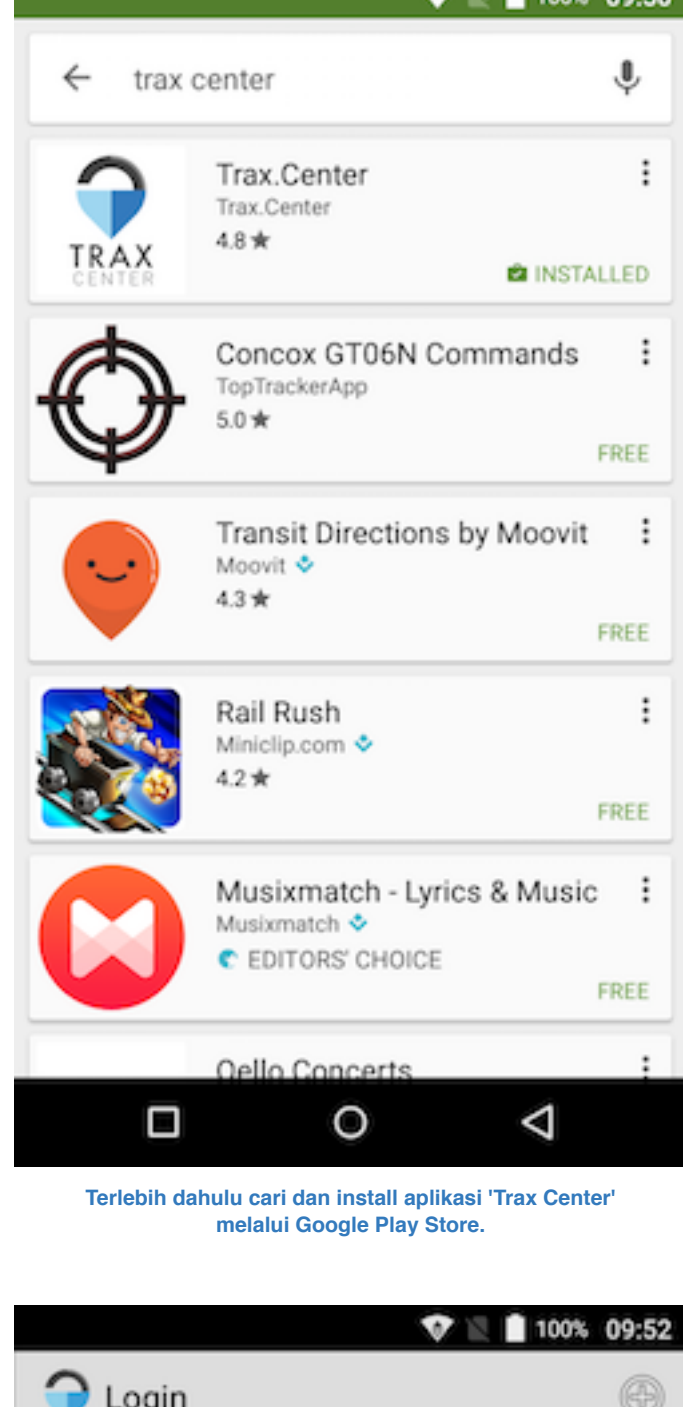 100% 09:50
trax center
Trax.Center
Trax.Center
4.8
INSTALLED
TRAX
CENTER
Concox GT06N Commands
TopTrackerApp
5.0
FREE
Transit Directions by Moovit
Moovit
4.3
FREE
Rail Rush
Miniclip.com
4.2
FREE
Musixmatch - Lyrics & Music
Musixmatch
EDITORS' CHOICE
FREE
Qello Concerts
Terlebih dahulu cari dan install aplikasi 'Trax Center'
melalui Google Play Store.
100% 09:52
Login